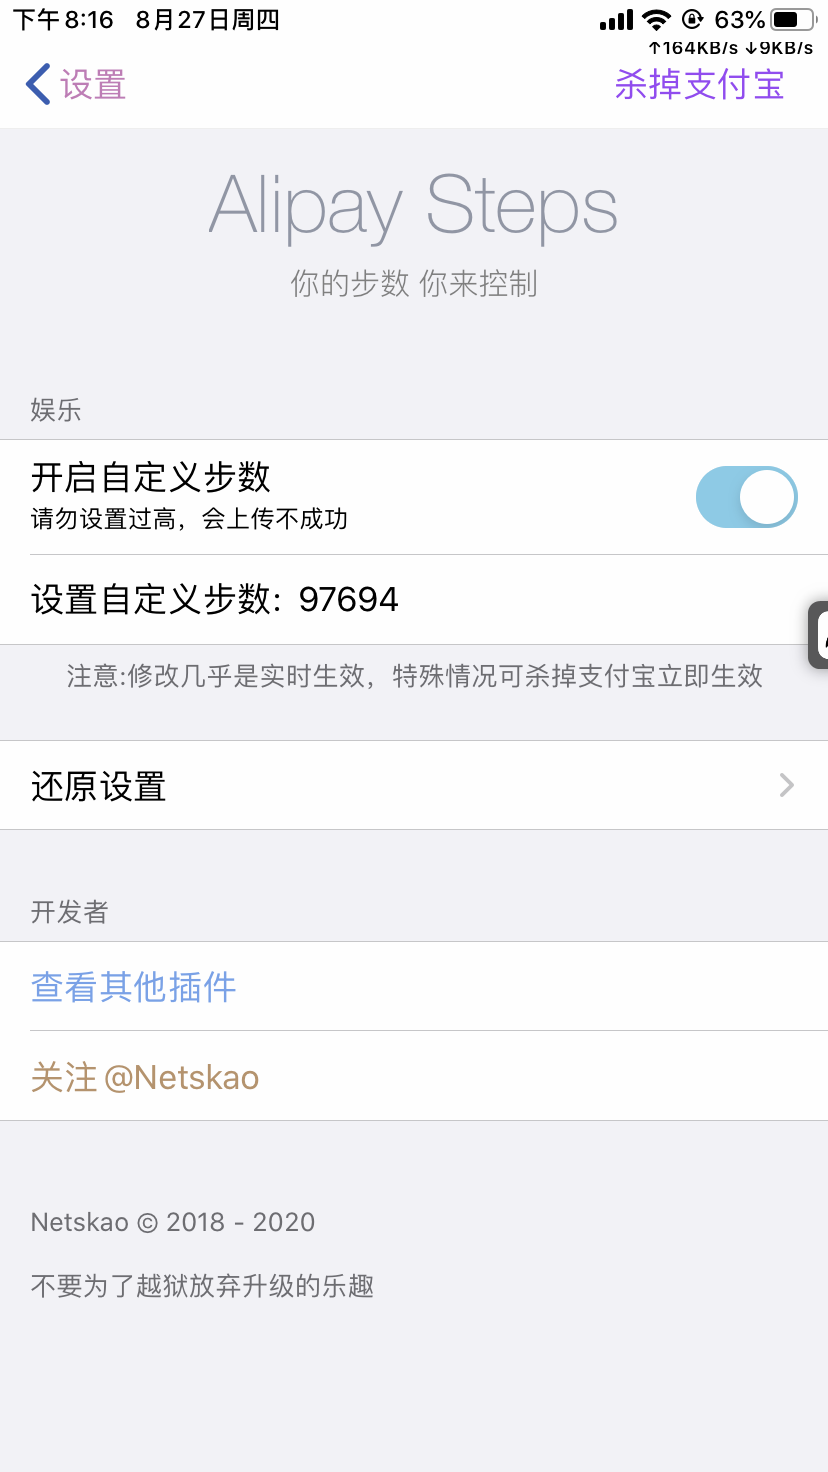 下午8:16 8月27日周四 63%
↑164KB/s ↓9KB/s
设置 杀掉支付宝
Alipay Steps
你的步数 你来控制
娱乐
开启自定义步数
请勿设置过高，会上传不成功
设置自定义步数：97694
注意:修改几乎是实时生效，特殊情况可杀掉支付宝立即生效
还原设置
开发者
查看其他插件
关注 @Netskao
Netskao © 2018 - 2020
不要为了越狱放弃升级的乐趣